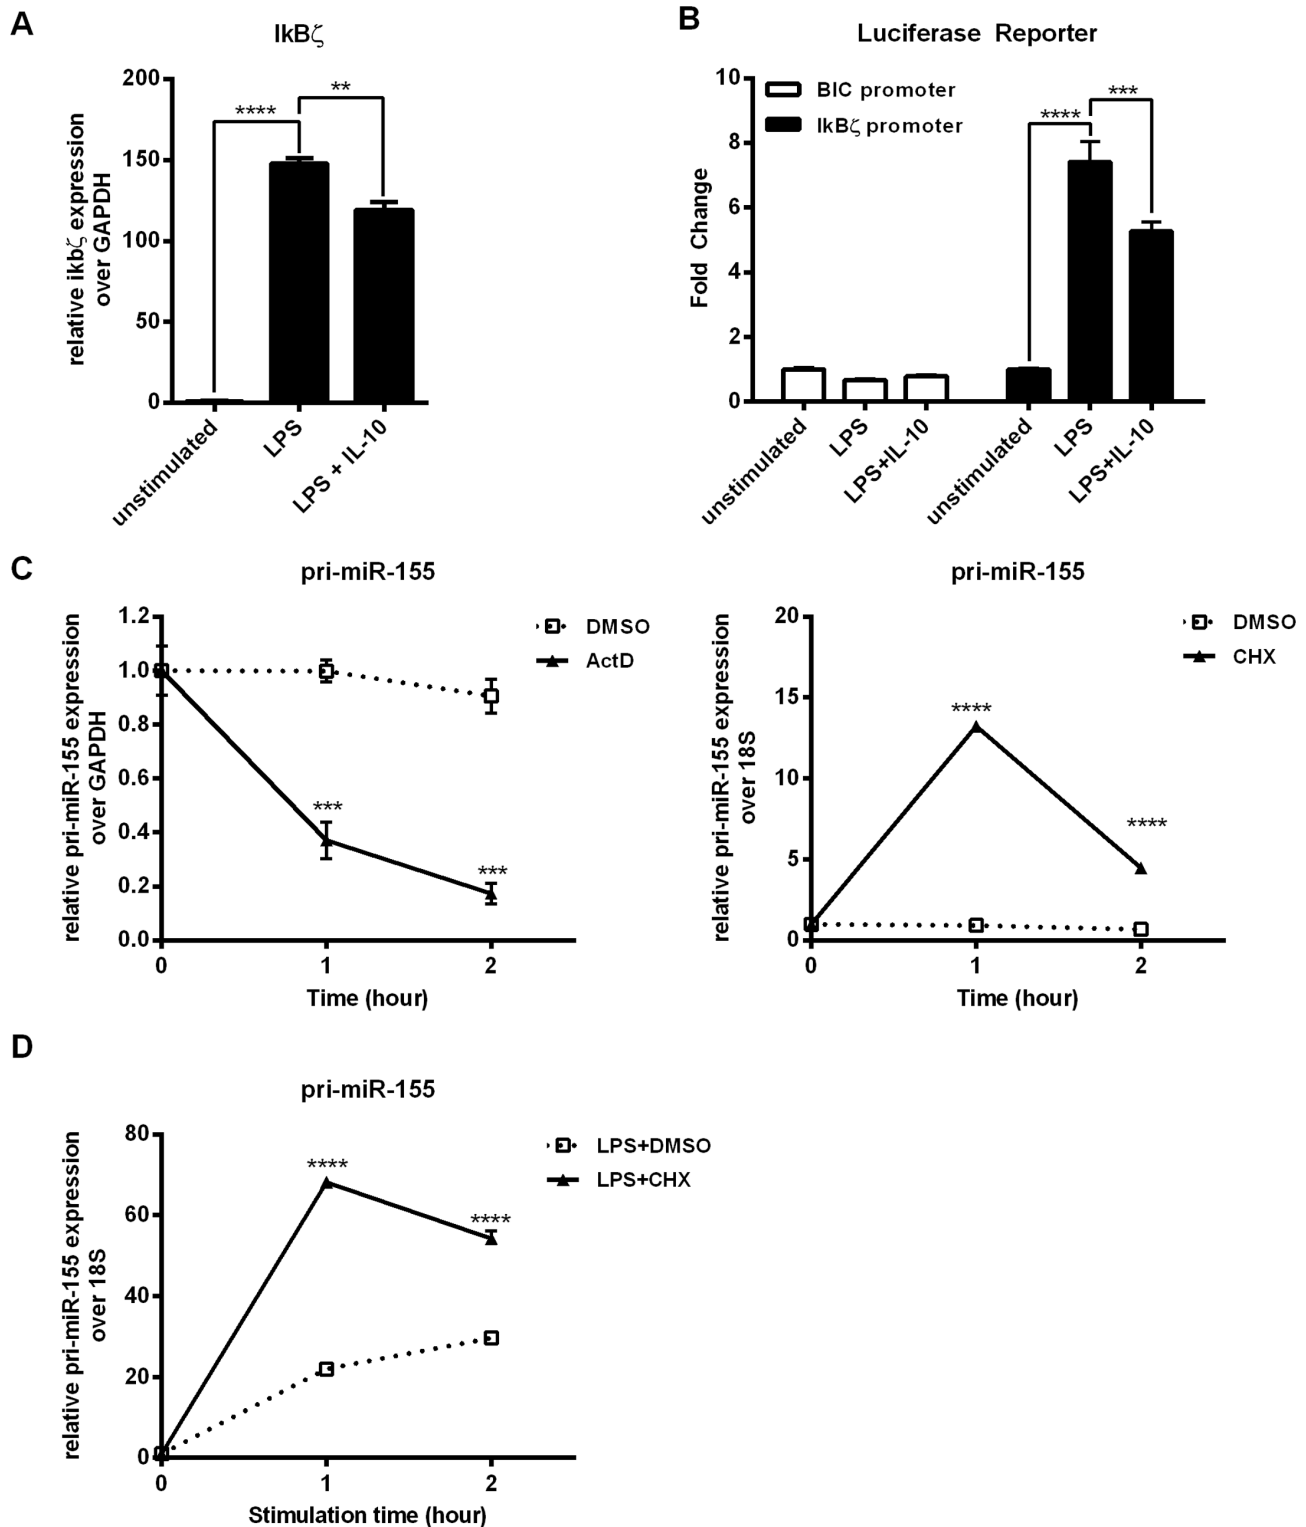 A
IkBζ
relative ikbζ expression
over GAPDH
200
150
100
50
0
****
**
unstimulated
LPS
LPS + IL-10
B
Luciferase Reporter
BIC promoter
IkBζ promoter
Fold Change
10
8
6
4
2
0
****
***
unstimulated
LPS
LPS+IL-10
unstimulated
LPS
LPS+IL-10
C
pri-miR-155
relative pri-miR-155 expression
over GAPDH
1.2
1.0
0.8
0.6
0.4
0.2
0.0
DMSO
ActD
***
***
0 1 2
Time (hour)
pri-miR-155
relative pri-miR-155 expression
over 18S
20
15
10
5
0
DMSO
CHX
****
****
0 1 2
Time (hour)
D
pri-miR-155
relative pri-miR-155 expression
over 18S
80
60
40
20
0
LPS+DMSO
LPS+CHX
****
****
0 1 2
Stimulation time (hour)